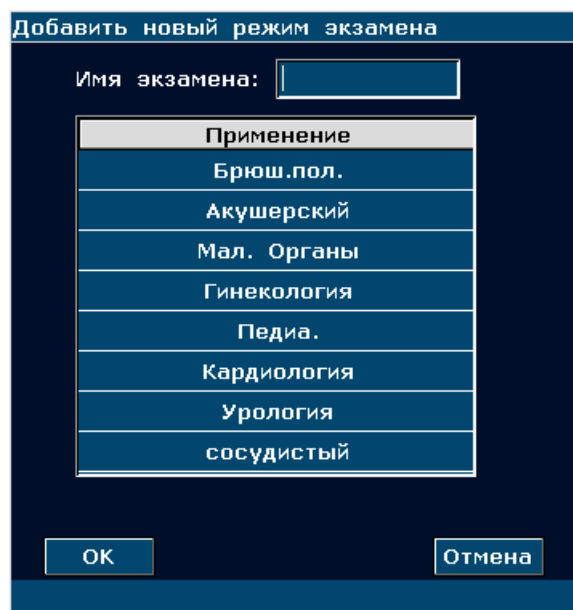 Добавить новый режим экзамена
Имя экзамена:
Применение
Брюш.пол.
Акушерский
Мал. Органы
Гинекология
Педиа.
Кардиология
Урология
сосудистый
OK Отмена